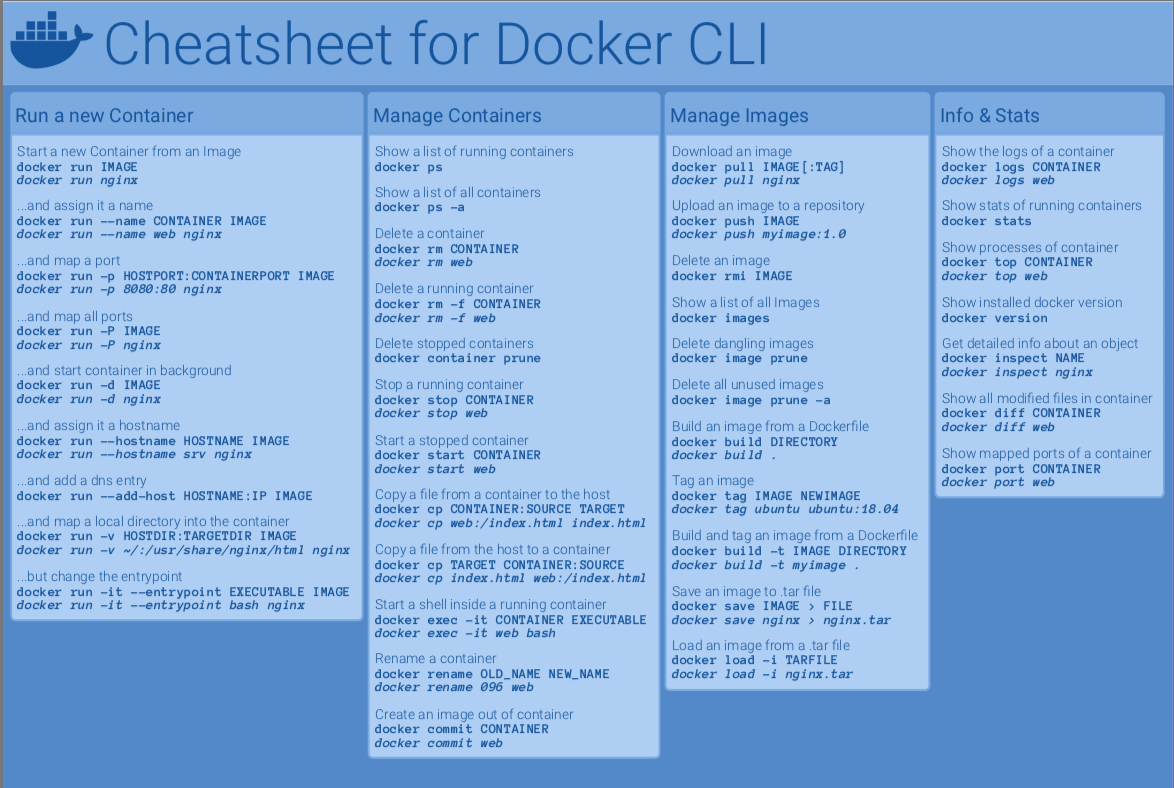 Cheatsheet for Docker CLI
Run a new Container
Start a new Container from an Image
docker run IMAGE
docker run nginx
...and assign it a name
docker run --name CONTAINER IMAGE
docker run --name web nginx
...and map a port
docker run -p HOSTPORT:CONTAINERPORT IMAGE
docker run -p 8080:80 nginx
...and map all ports
docker run -P IMAGE
docker run -P nginx
...and start container in background
docker run -d IMAGE
docker run -d nginx
...and assign it a hostname
docker run --hostname HOSTNAME IMAGE
docker run --hostname srv nginx
...and add a dns entry
docker run --add-host HOSTNAME:IP IMAGE
...and map a local directory into the container
docker run -v HOSTDIR:TARGETDIR IMAGE
docker run -v ~/:/usr/share/nginx/html nginx
...but change the entrypoint
docker run -it --entrypoint EXECUTABLE IMAGE
docker run -it --entrypoint bash nginx
Manage Containers
Show a list of running containers
docker ps
Show a list of all containers
docker ps -a
Delete a container
docker rm CONTAINER
docker rm web
Delete a running container
docker rm -f CONTAINER
docker rm -f web
Delete stopped containers
docker container prune
Stop a running container
docker stop CONTAINER
docker stop web
Start a stopped container
docker start CONTAINER
docker start web
Copy a file from a container to the host
docker cp CONTAINER:SOURCE TARGET
docker cp web:/index.html index.html
Copy a file from the host to a container
docker cp TARGET CONTAINER:SOURCE
docker cp index.html web:/index.html
Start a shell inside a running container
docker exec -it CONTAINER EXECUTABLE
docker exec -it web bash
Rename a container
docker rename OLD_NAME NEW_NAME
docker rename 096 web
Create an image out of container
docker commit CONTAINER
docker commit web
Manage Images
Download an image
docker pull IMAGE[:TAG]
docker pull nginx
Upload an image to a repository
docker push IMAGE
docker push myimage:1.0
Delete an image
docker rmi IMAGE
Show a list of all Images
docker images
Delete dangling images
docker image prune
Delete all unused images
docker image prune -a
Build an image from a Dockerfile
docker build DIRECTORY
docker build .
Tag an image
docker tag IMAGE NEWIMAGE
docker tag ubuntu ubuntu:18.04
Build and tag an image from a Dockerfile
docker build -t IMAGE DIRECTORY
docker build -t myimage .
Save an image to .tar file
docker save IMAGE > FILE
docker save nginx > nginx.tar
Load an image from a .tar file
docker load -i TARFILE
docker load -i nginx.tar
Info & Stats
Show the logs of a container
docker logs CONTAINER
docker logs web
Show stats of running containers
docker stats
Show processes of container
docker top CONTAINER
docker top web
Show installed docker version
docker version
Get detailed info about an object
docker inspect NAME
docker inspect nginx
Show all modified files in container
docker diff CONTAINER
docker diff web
Show mapped ports of a container
docker port CONTAINER
docker port web